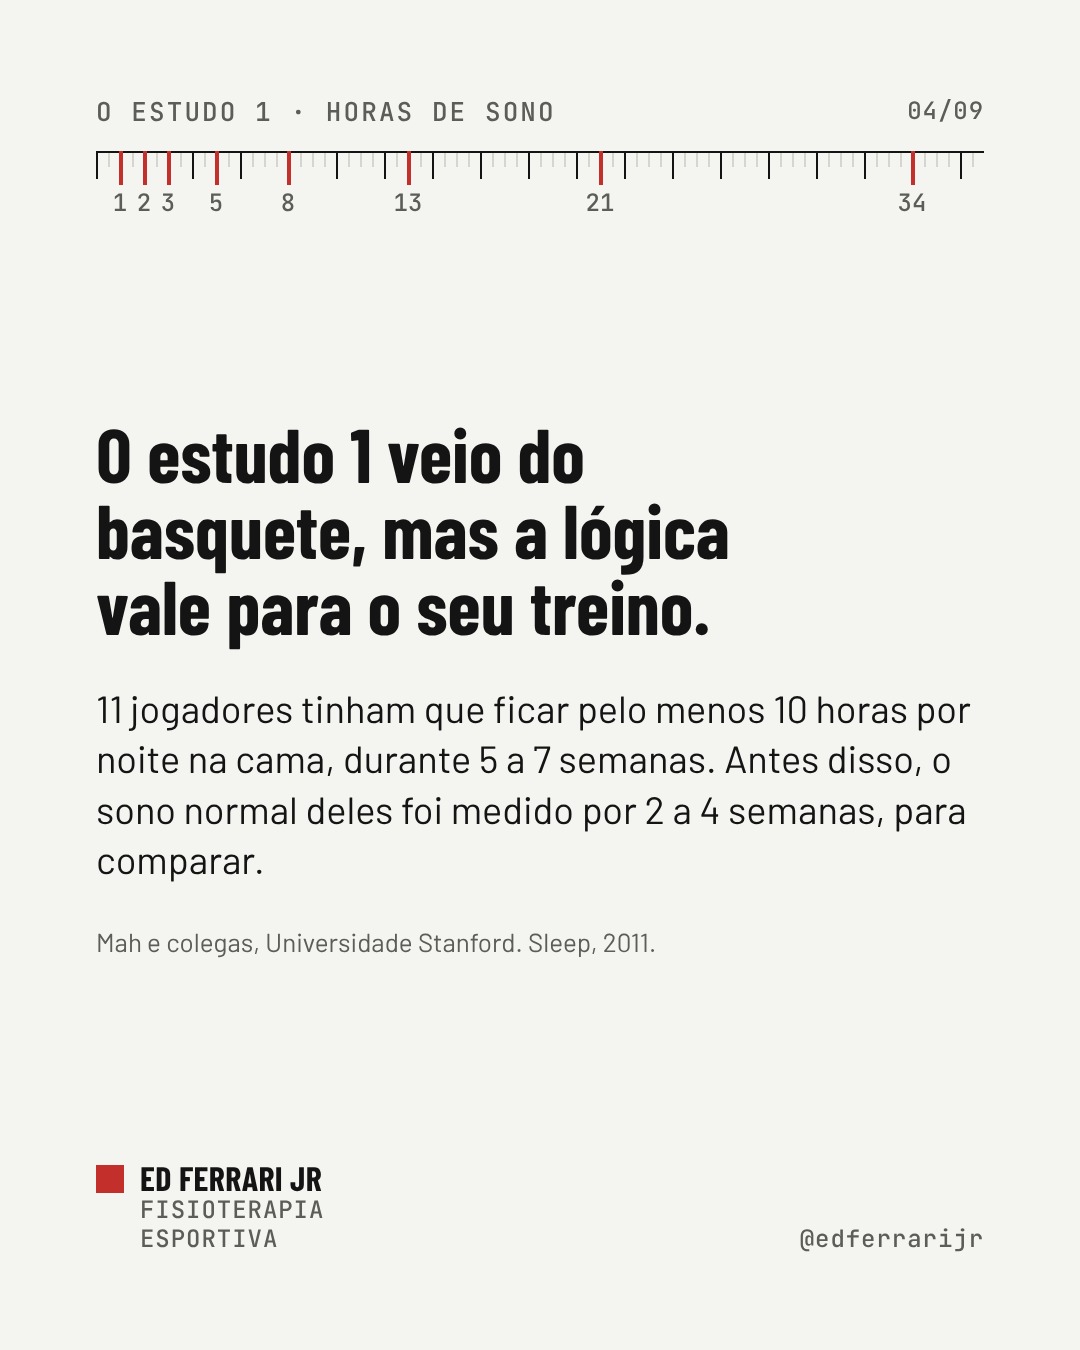 O ESTUDO 1 · HORAS DE SONO
04/09
1 2 3 5 8 13 21 34
O estudo 1 veio do
basquete, mas a lógica
vale para o seu treino.
11 jogadores tinham que ficar pelo menos 10 horas por
noite na cama, durante 5 a 7 semanas. Antes disso, o
sono normal deles foi medido por 2 a 4 semanas, para
comparar.
Mah e colegas, Universidade Stanford. Sleep, 2011.
ED FERRARI JR
FISIOTERAPIA
ESPORTIVA
@edferrarijr